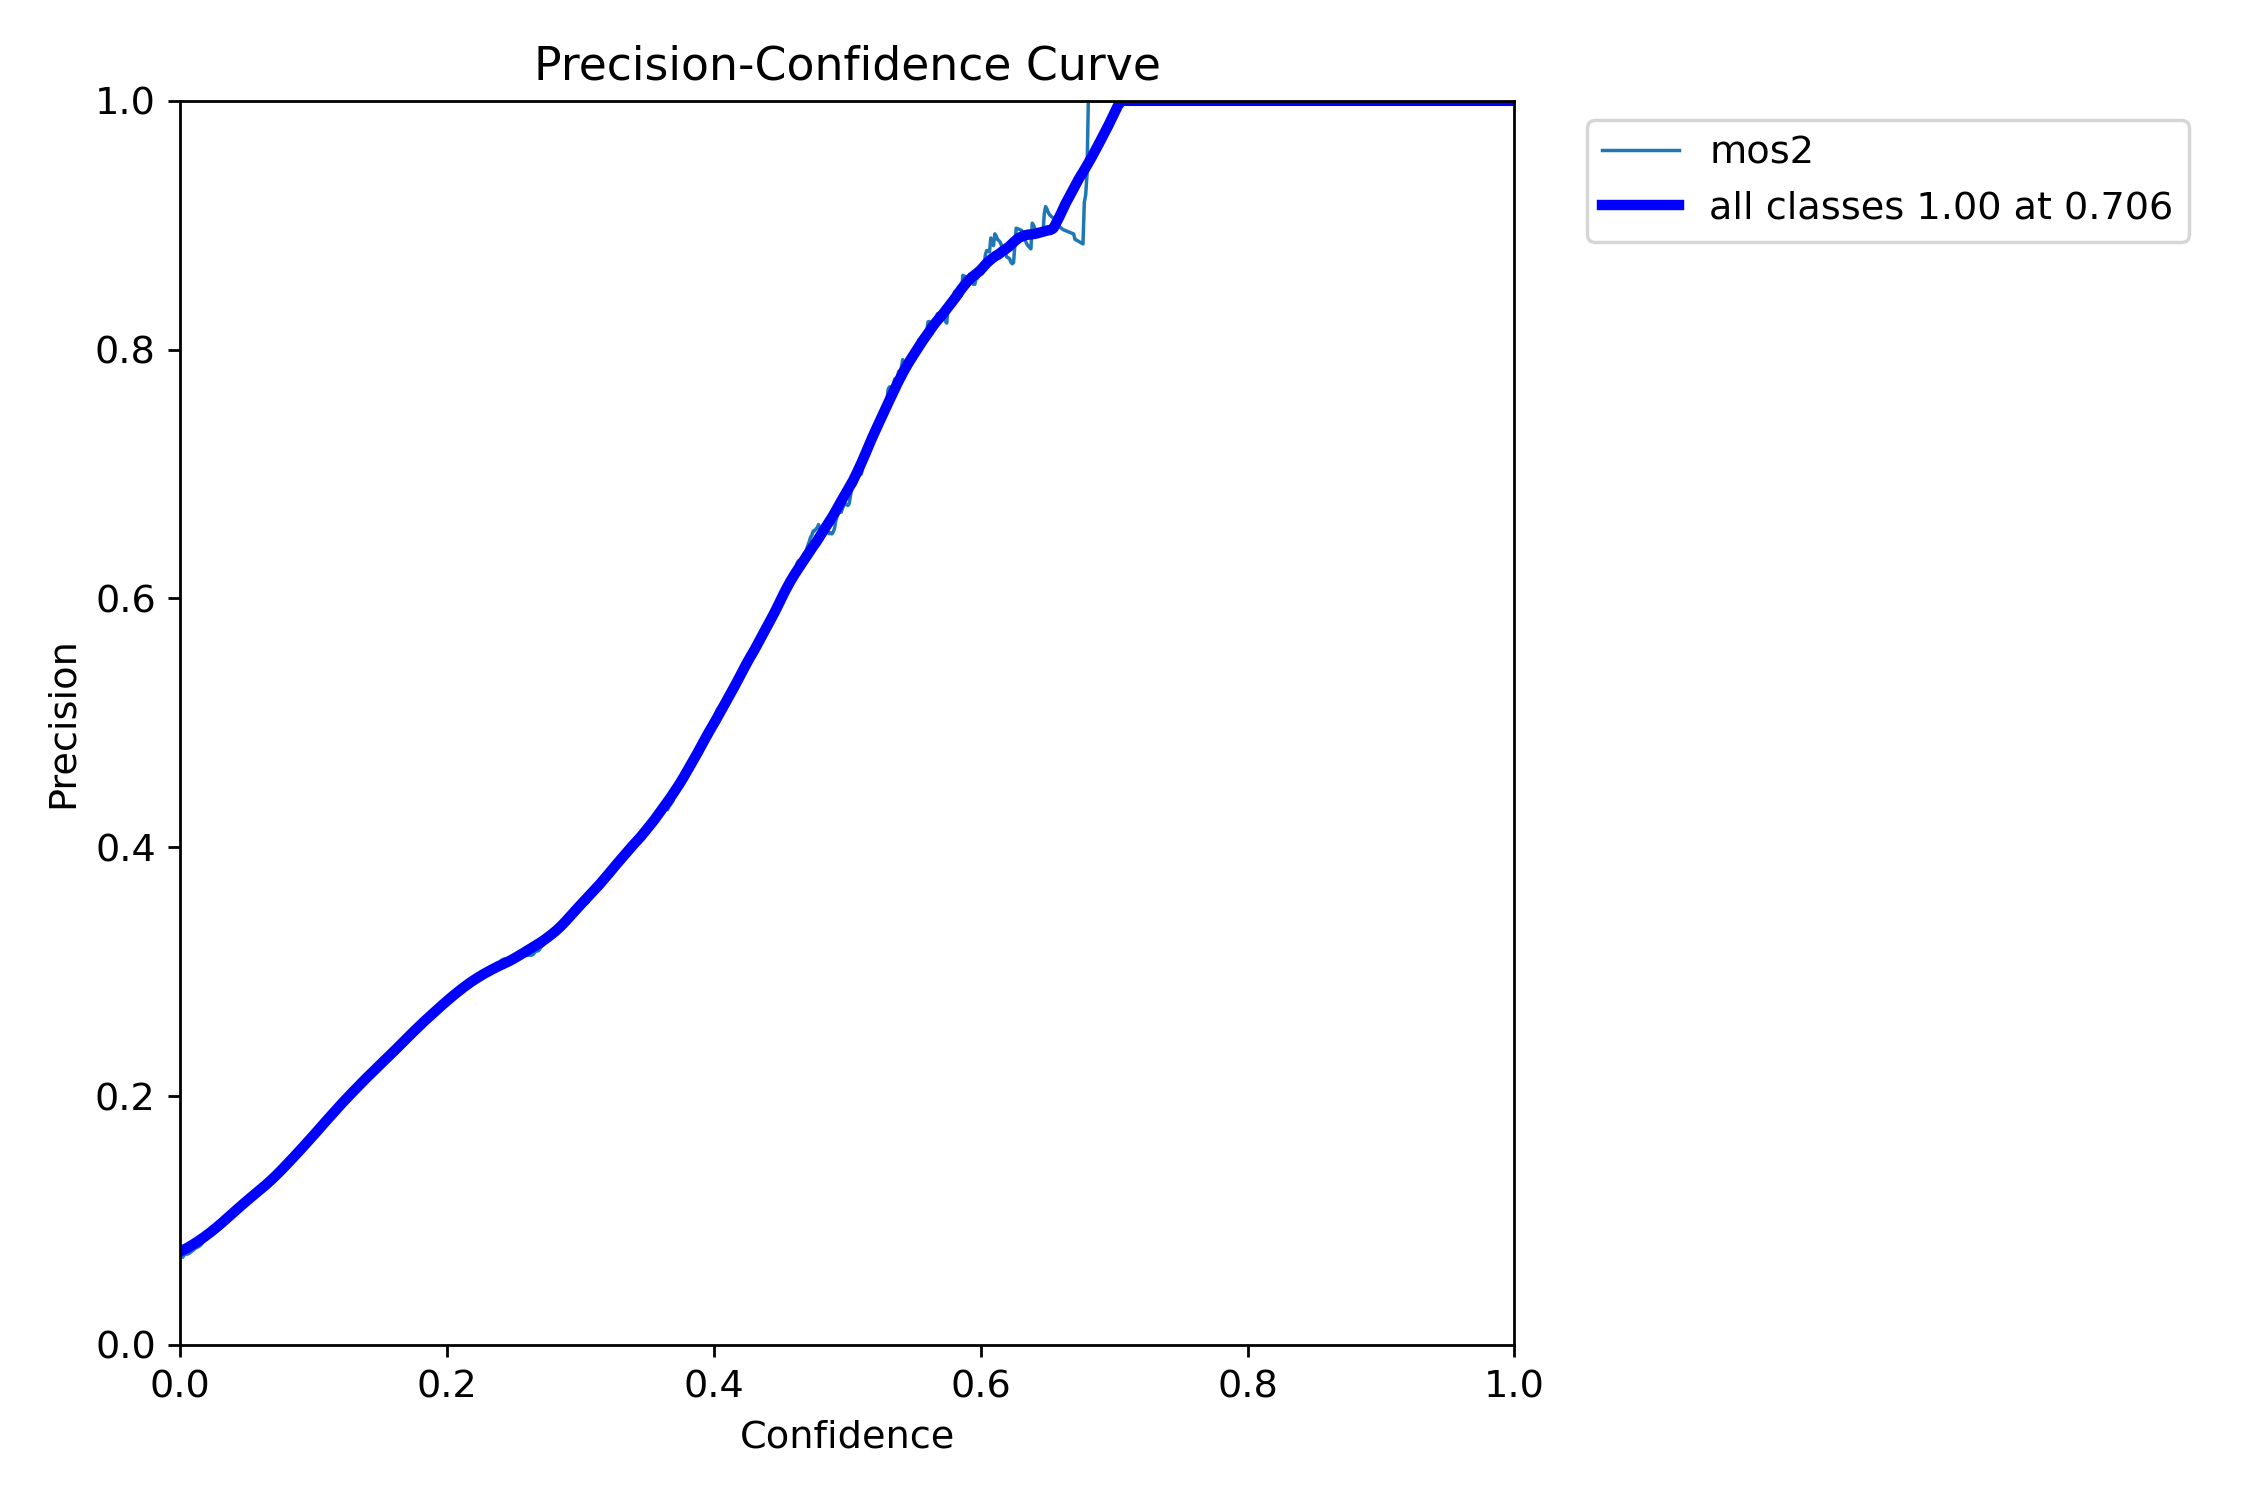 Precision-Confidence Curve
mos2
all classes 1.00 at 0.706
Precision
1.0
0.8
0.6
0.4
0.2
0.0
0.0 0.2 0.4 0.6 0.8 1.0
Confidence